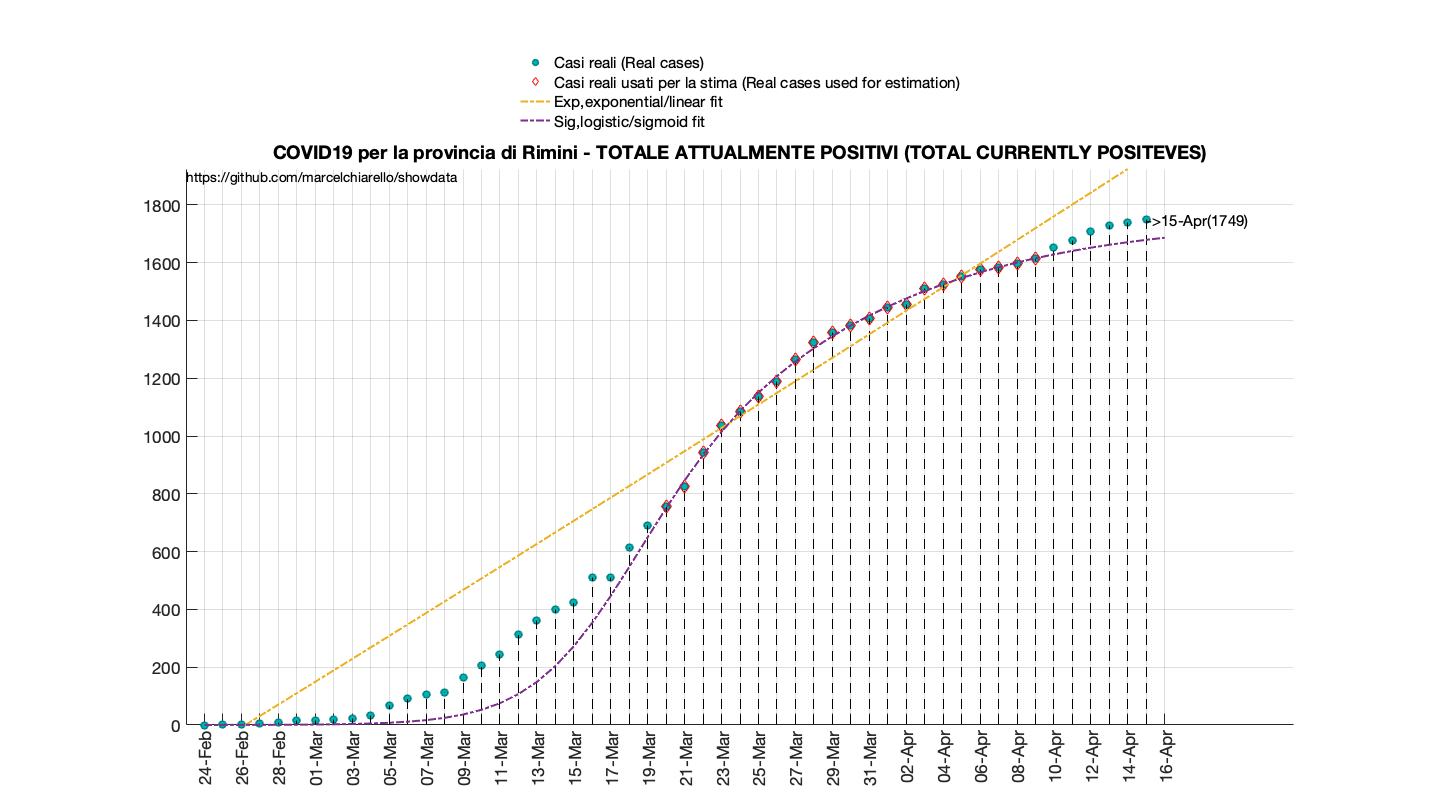 Casi reali (Real cases)
Casi reali usati per la stima (Real cases used for estimation)
Exp,exponential/linear fit
Sig,logistic/sigmoid fit
COVID19 per la provincia di Rimini - TOTALE ATTUALMENTE POSITIVI (TOTAL CURRENTLY POSITEVES)
https://github.com/marcelchiarello/showdata
1800
->15-Apr(1749)
1600
1400
1200
1000
800
600
400
200
0
24-Feb
26-Feb
28-Feb
01-Mar
03-Mar
05-Mar
07-Mar
09-Mar
11-Mar
13-Mar
15-Mar
17-Mar
19-Mar
21-Mar
23-Mar
25-Mar
27-Mar
29-Mar
31-Mar
02-Apr
04-Apr
06-Apr
08-Apr
10-Apr
12-Apr
14-Apr
16-Apr